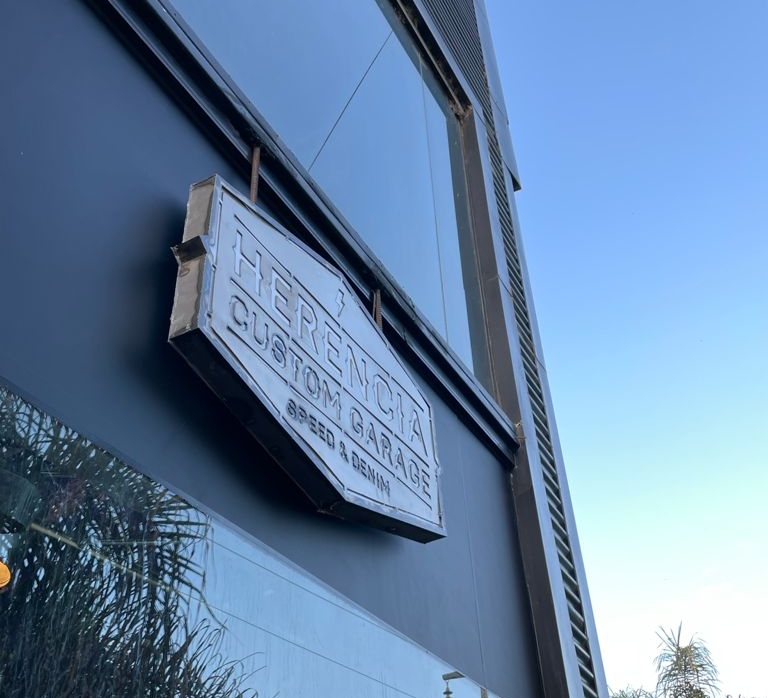 HERENCIA
CUSTOM GARAGE
SPEED & DENIM